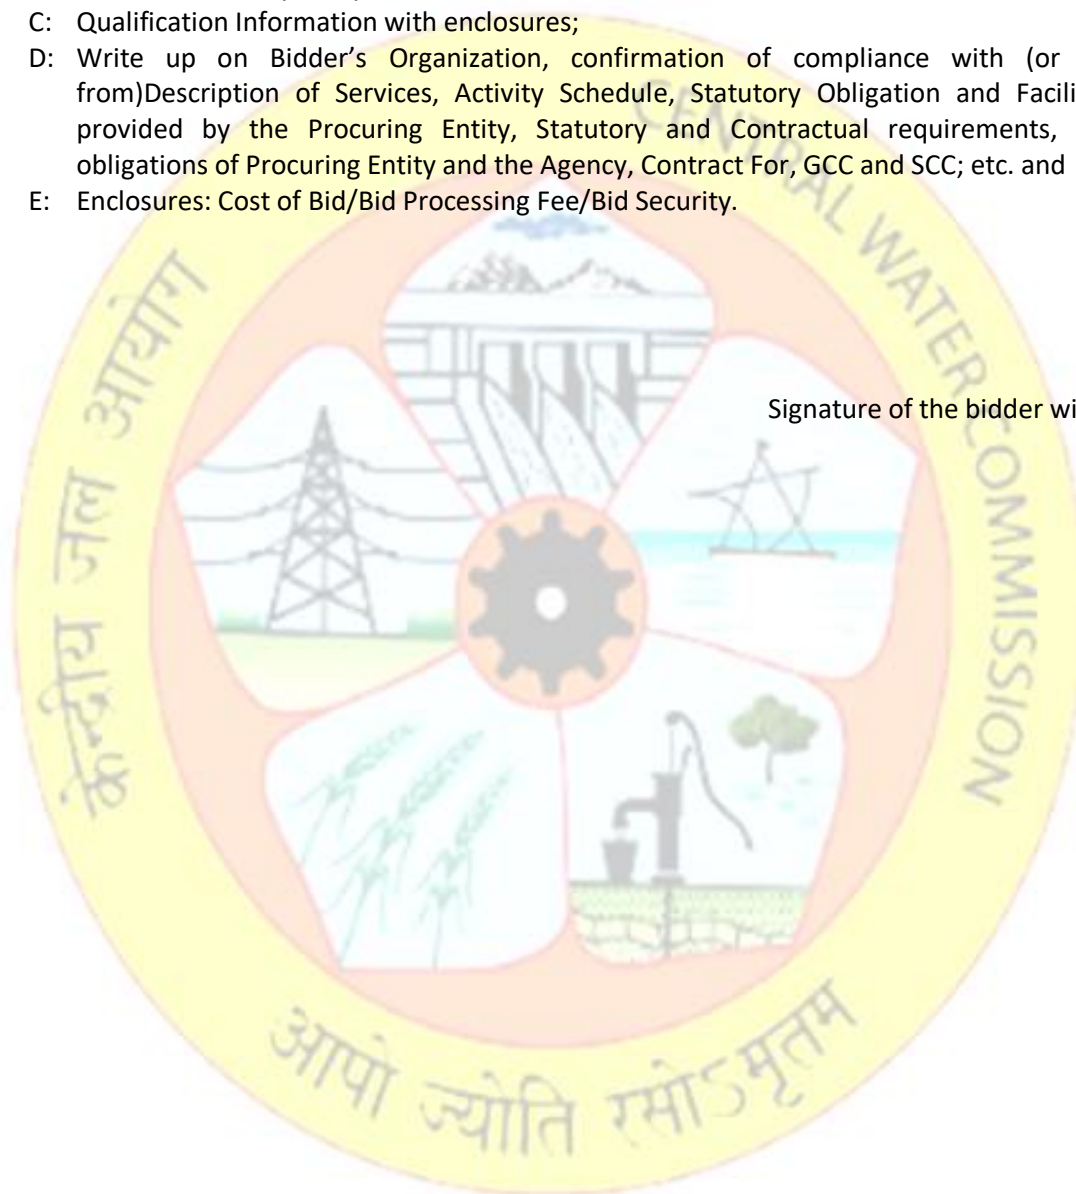 C: Qualification Information with enclosures;
D: Write up on Bidder’s Organization, confirmation of compliance with (or
from)Description of Services, Activity Schedule, Statutory Obligation and Facili
provided by the Procuring Entity, Statutory and Contractual requirements,
obligations of Procuring Entity and the Agency, Contract For, GCC and SCC; etc. and
E: Enclosures: Cost of Bid/Bid Processing Fee/Bid Security.
Signature of the bidder wi
केन्द्रीय जल आयोग
CENTRAL WATER COMMISSION
आपो ज्योति रसोऽमृतम